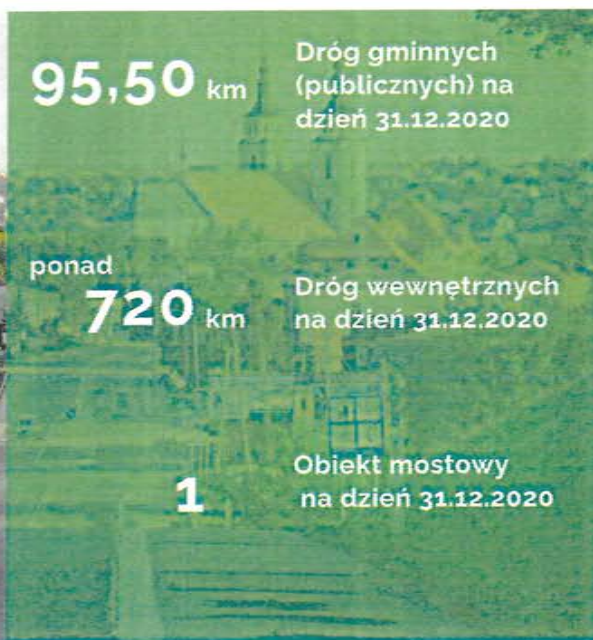 95,50 km
Dróg gminnych
(publicznych) na
dzień 31.12.2020
ponad
720 km
Dróg wewnętrznych
na dzień 31.12.2020
1
Obiekt mostowy
na dzień 31.12.2020